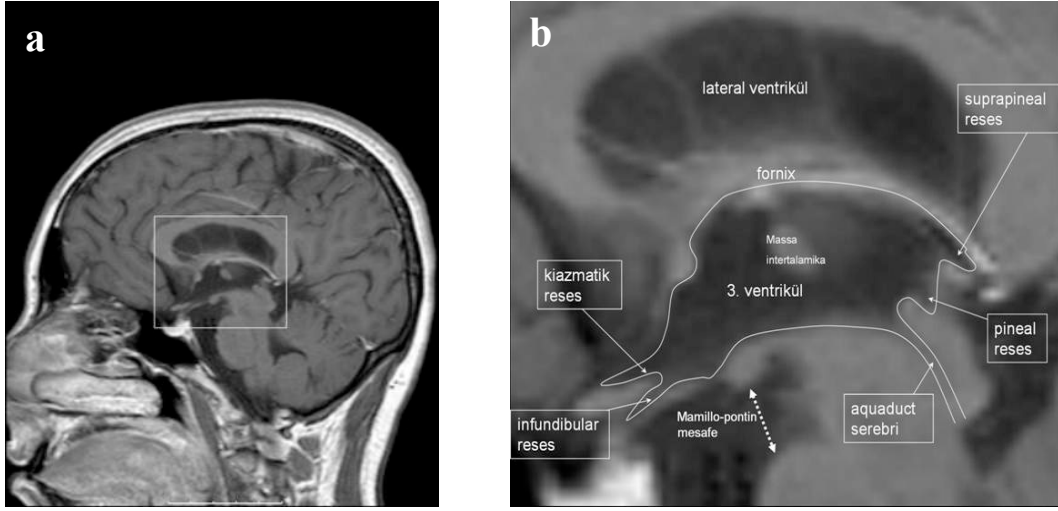 a
b
lateral ventrikül
suprapineal
reses
fornix
Massa
intertalamika
kiazmatik
reses
3. ventrikül
pineal
reses
infundibular
reses
Mamillo-pontin
mesafe
aquaduct
serebri